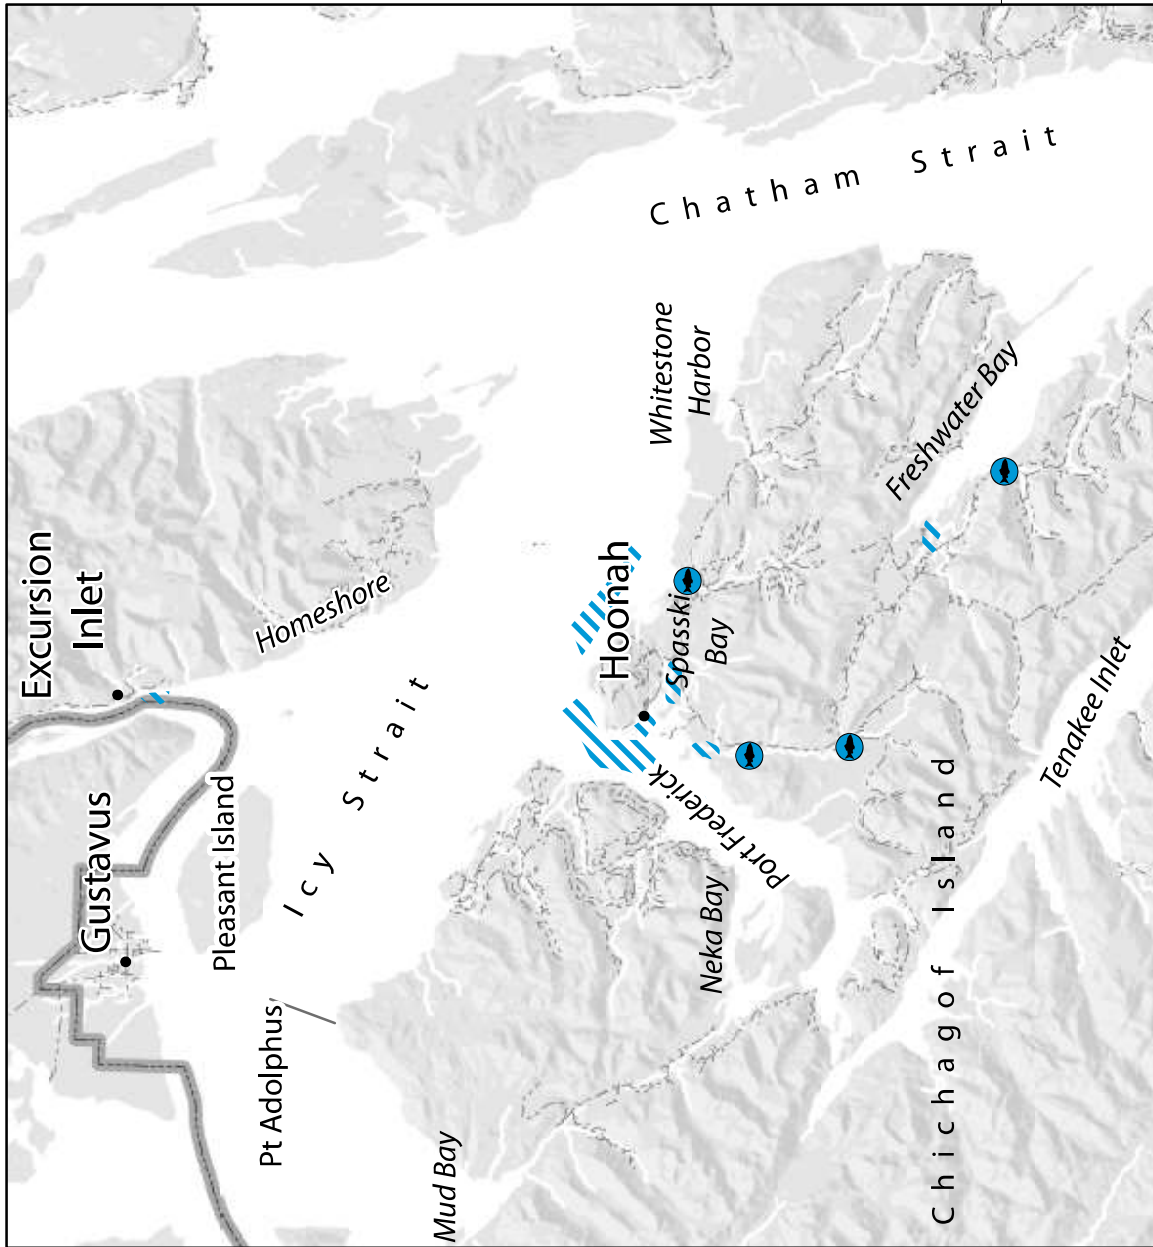 Excursion
Inlet
Gustavus
Homeshore
Pleasant Island
Icy Strait
Pt Adolphus
Mud Bay
Chatham Strait
Whitestone
Harbor
Hoonah
Spasski
Bay
Freshwater Bay
Port Frederick
Neka Bay
Tenakee Inlet
Chichagof Island